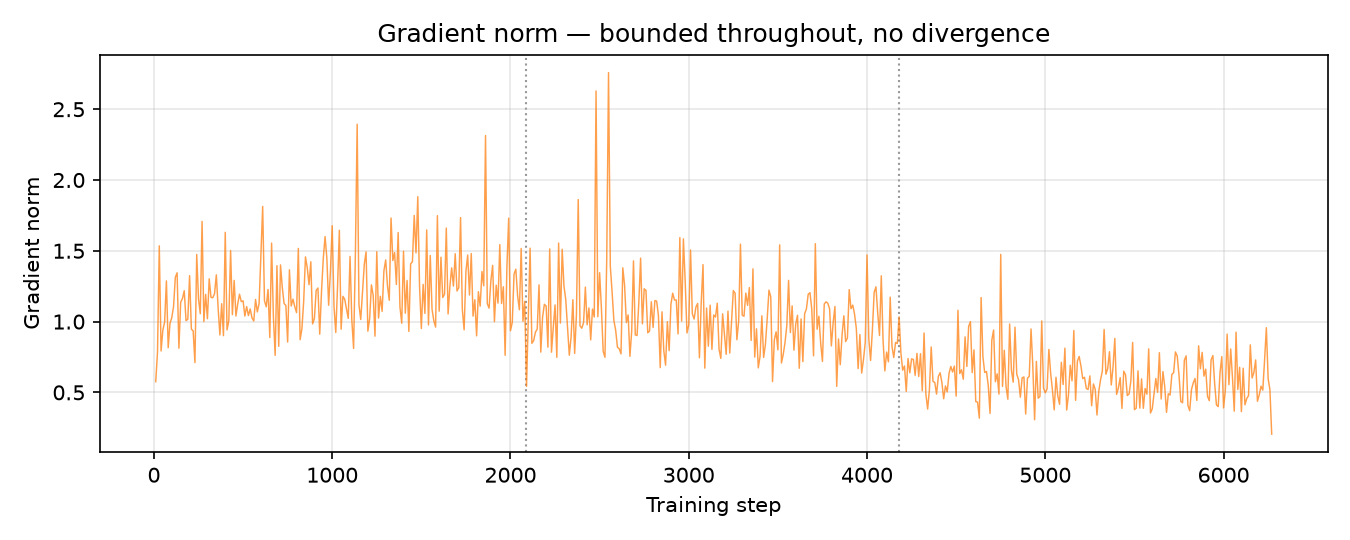 Gradient norm — bounded throughout, no divergence
Gradient norm
2.5
2.0
1.5
1.0
0.5
0 1000 2000 3000 4000 5000 6000
Training step